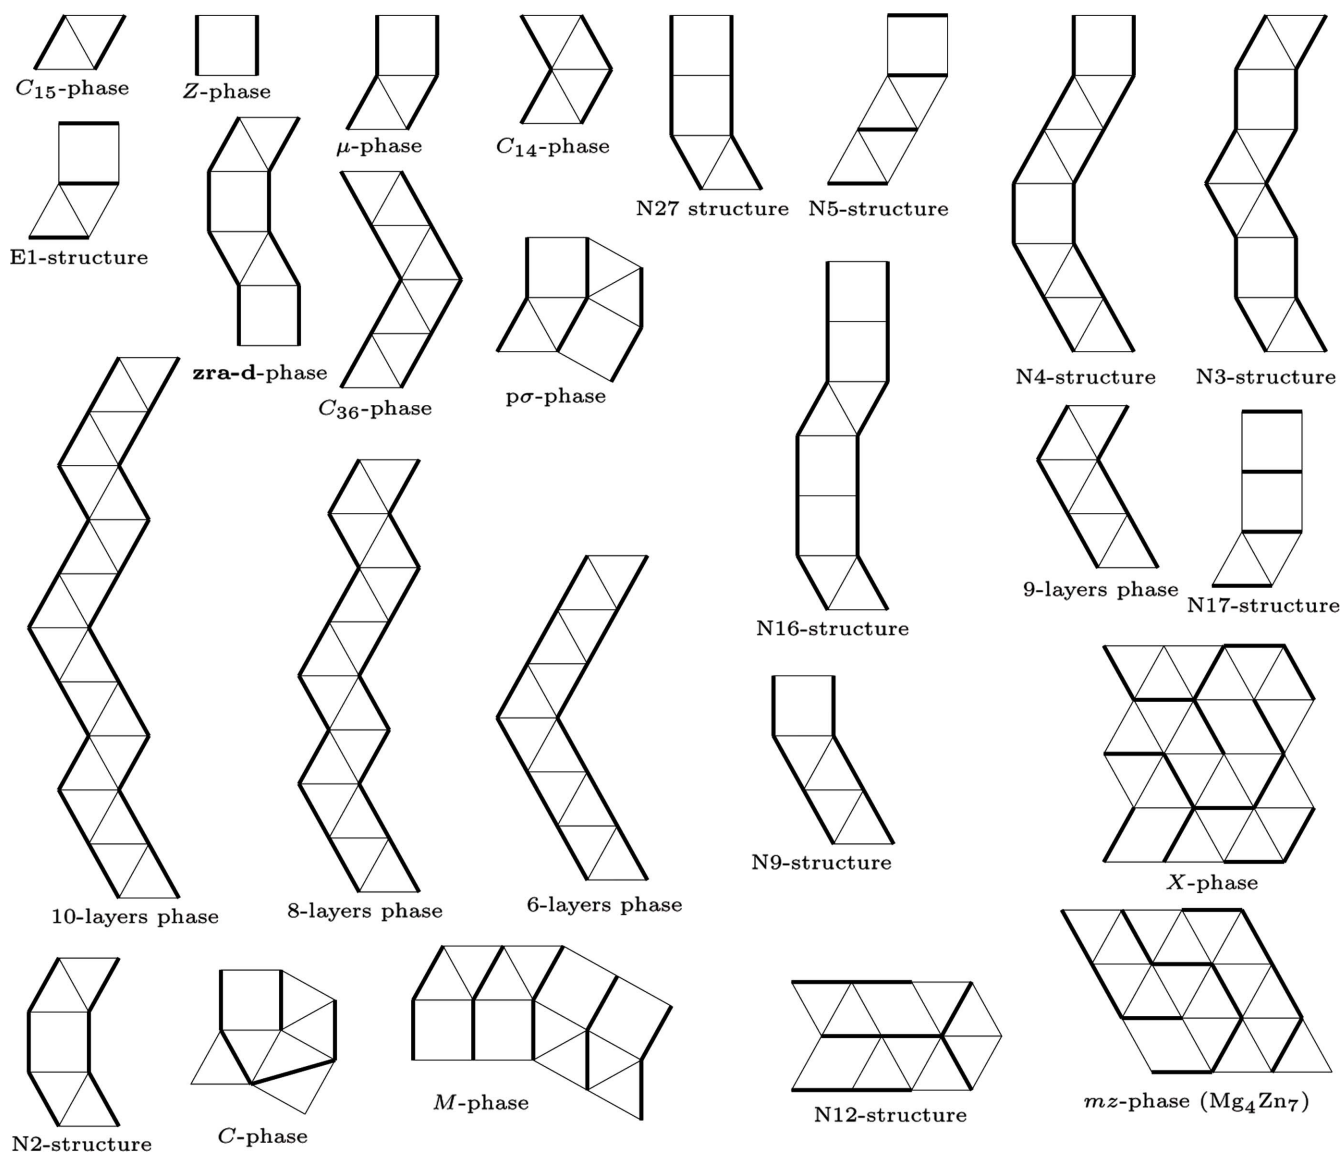 C15-phase
Z-phase
μ-phase
C14-phase
N27 structure
N5-structure
E1-structure
zra-d-phase
C36-phase
pσ-phase
N4-structure
N3-structure
9-layers phase
N17-structure
N16-structure
10-layers phase
8-layers phase
6-layers phase
N9-structure
X-phase
N2-structure
C-phase
M-phase
N12-structure
mz-phase (Mg4Zn7)